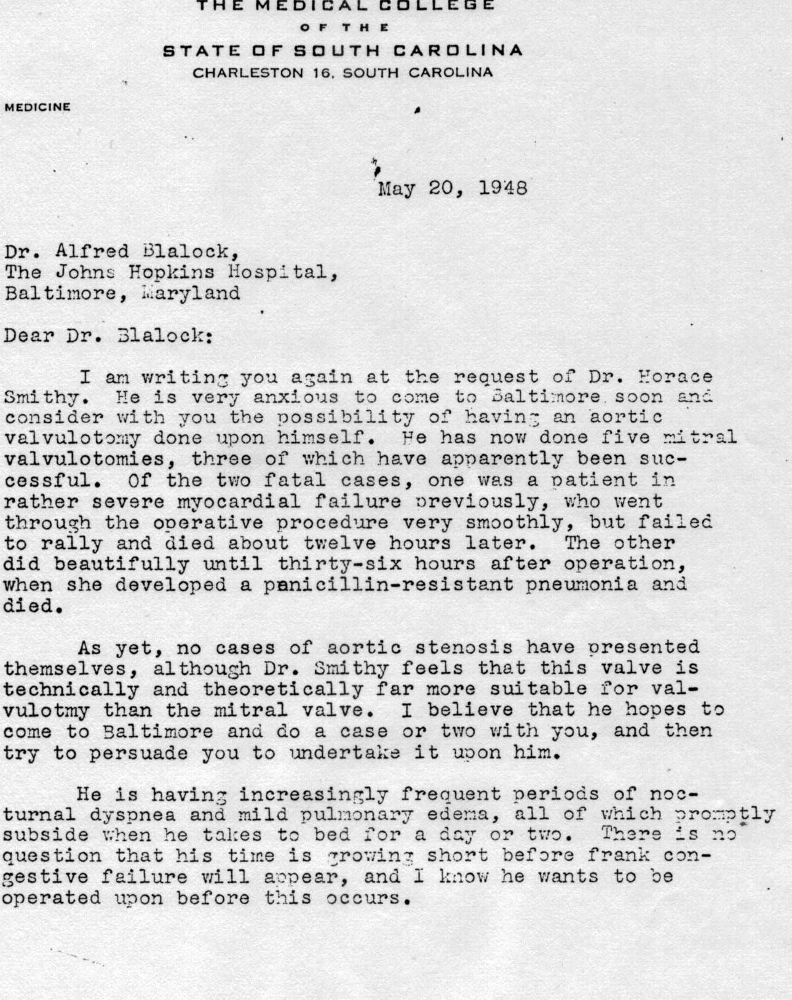 THE MEDICAL COLLEGE
OF THE
STATE OF SOUTH CAROLINA
CHARLESTON 16, SOUTH CAROLINA
MEDICINE
May 20, 1948
Dr. Alfred Blalock,
The Johns Hopkins Hospital,
Baltimore, Maryland
Dear Dr. Blalock:
I am writing you again at the request of Dr. Horace
Smithy. He is very anxious to come to Baltimore soon and
consider with you the possibility of having an aortic
valvulotomy done upon himself. He has now done five mitral
valvulotomies, three of which have apparently been suc-
cessful. Of the two fatal cases, one was a patient in
rather severe myocardial failure previously, who went
through the operative procedure very smoothly, but failed
to rally and died about twelve hours later. The other
did beautifully until thirty-six hours after operation,
when she developed a penicillin-resistant pneumonia and
died.
As yet, no cases of aortic stenosis have presented
themselves, although Dr. Smithy feels that this valve is
technically and theoretically far more suitable for val-
vulotmy than the mitral valve. I believe that he hopes to
come to Baltimore and do a case or two with you, and then
try to persuade you to undertake it upon him.
He is having increasingly frequent periods of noc-
turnal dyspnea and mild pulmonary edema, all of which promptly
subside when he takes to bed for a day or two. There is no
question that his time is growing short before frank con-
gestive failure will appear, and I know he wants to be
operated upon before this occurs.